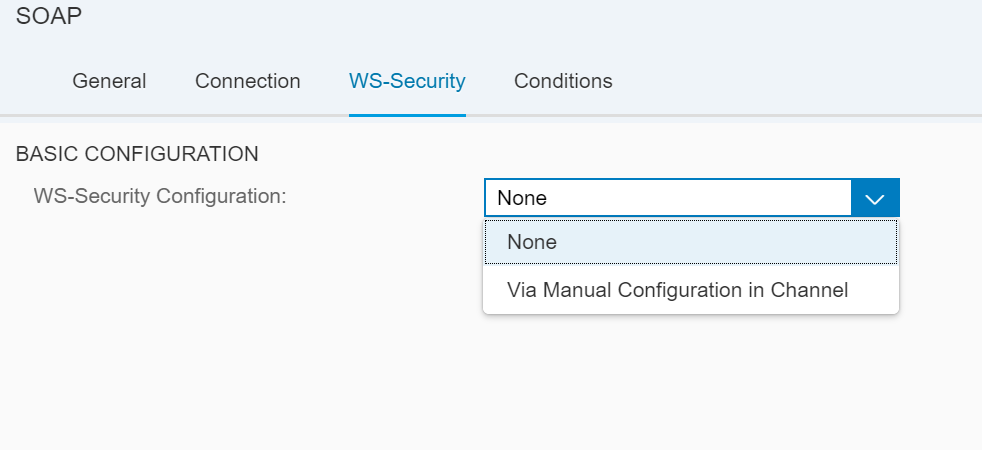 SOAP
General Connection WS-Security Conditions
BASIC CONFIGURATION
WS-Security Configuration: None
None
Via Manual Configuration in Channel